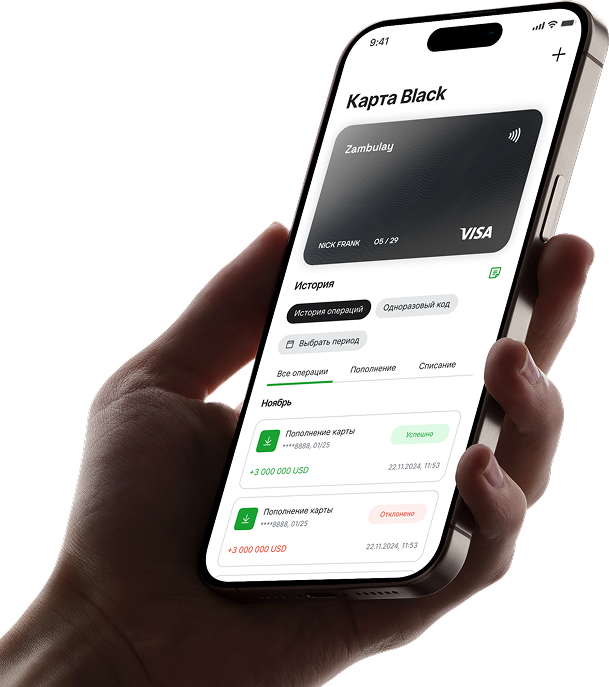 9:41
Карта Black
Zambulay
NICK FRANK 05 / 29
VISA
История
История операций
Одноразовый код
Выбрать период
Все операции
Пополнение
Списание
Ноябрь
Пополнение карты
****8888, 01/25
Успешно
+3 000 000 USD
22.11.2024, 11:53
Пополнение карты
****8888, 01/25
Отклонено
+3 000 000 USD
22.11.2024, 11:53